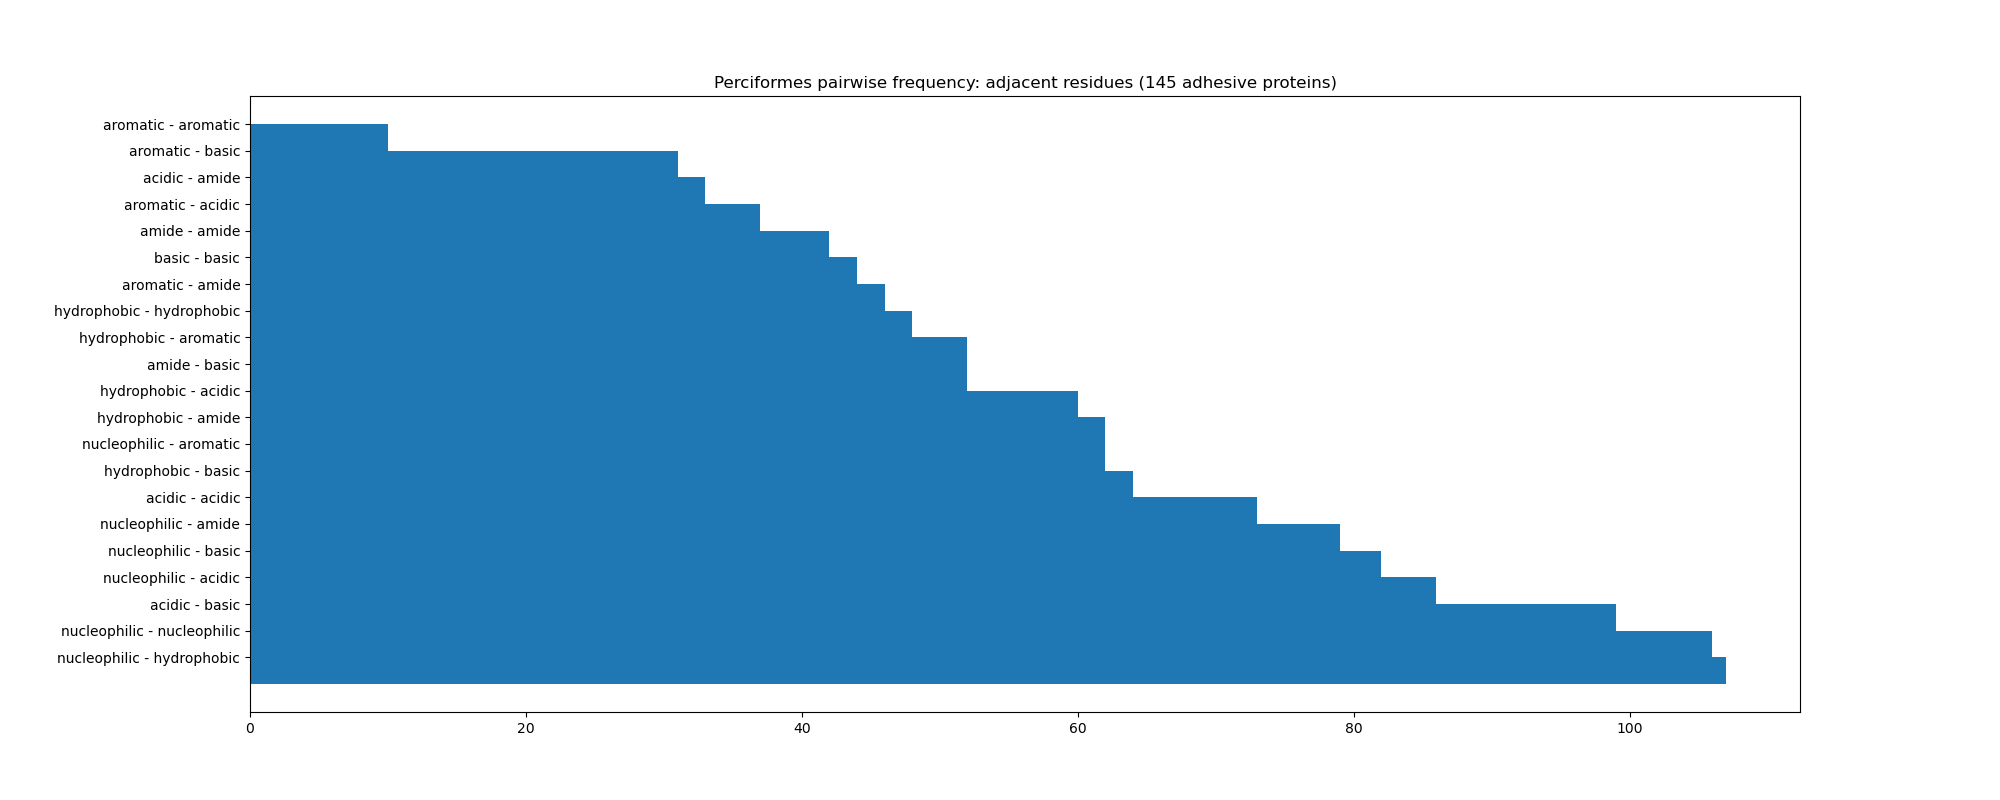 Perciformes pairwise frequency: adjacent residues (145 adhesive proteins)
aromatic - aromatic
aromatic - basic
acidic - amide
aromatic - acidic
amide - amide
basic - basic
aromatic - amide
hydrophobic - hydrophobic
hydrophobic - aromatic
amide - basic
hydrophobic - acidic
hydrophobic - amide
nucleophilic - aromatic
hydrophobic - basic
acidic - acidic
nucleophilic - amide
nucleophilic - basic
nucleophilic - acidic
acidic - basic
nucleophilic - nucleophilic
nucleophilic - hydrophobic
0 20 40 60 80 100